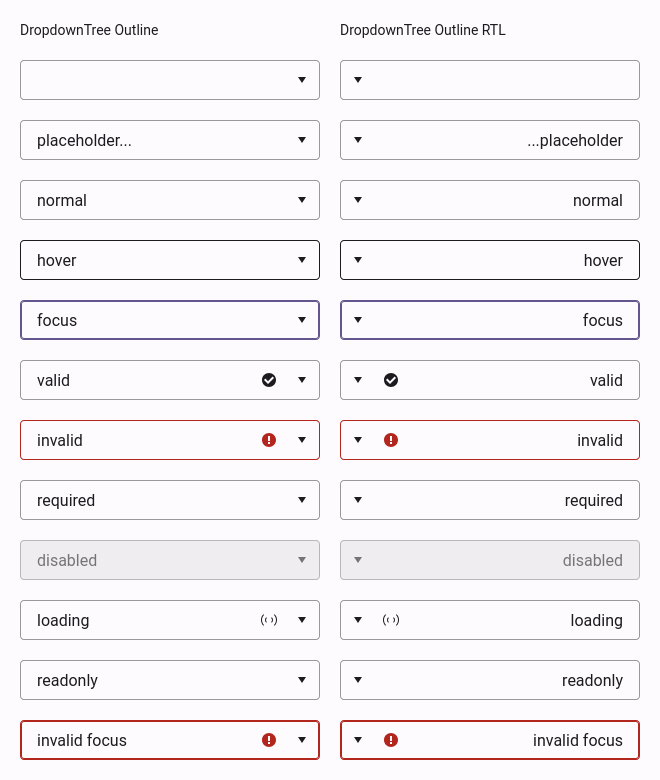 DropdownTree Outline
DropdownTree Outline RTL
placeholder...
...placeholder
normal
normal
hover
hover
focus
focus
valid
valid
invalid
invalid
required
required
disabled
disabled
loading
loading
readonly
readonly
invalid focus
invalid focus